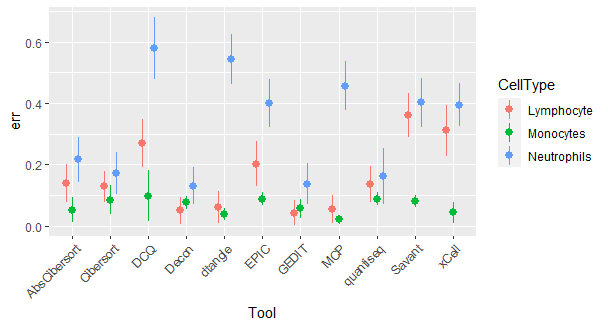 0.6
0.4
0.2
0.0
err
AbsCIbersort
CIbersort
DCQ
Decon
dtangle
EPIC
GEDIT
MCP
quantiseq
Savant
xCell
Tool
CellType
Lymphocyte
Monocytes
Neutrophils